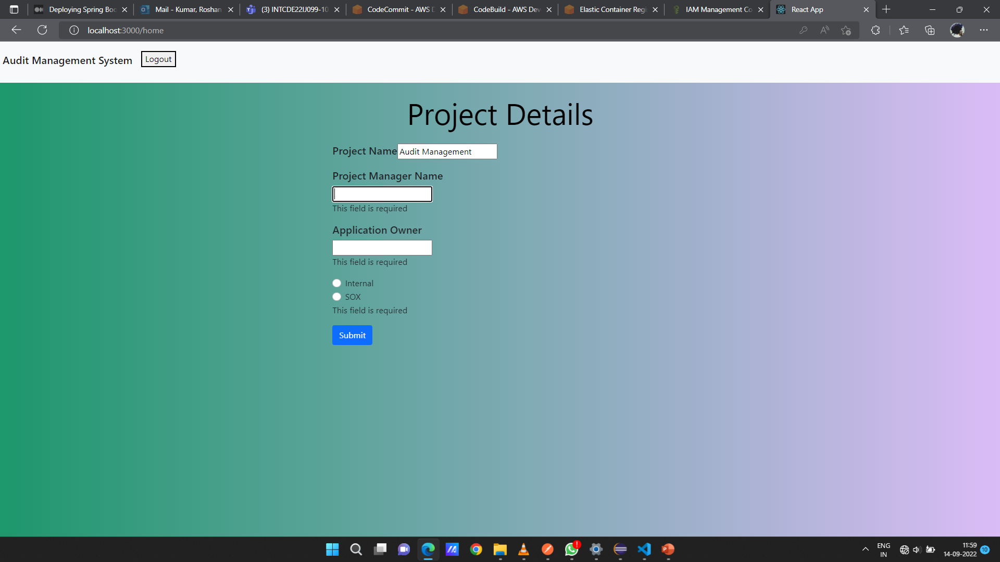 Deploying Spring Boo
Mail - Kumar, Roshan
(3) INTCDE22IJ099-10
CodeCommit - AWS D
CodeBuild - AWS Dev
Elastic Container Regi
IAM Management Co
React App
localhost:3000/home
Audit Management System
Logout
Project Details
Project Name Audit Management
Project Manager Name
This field is required
Application Owner
This field is required
Internal
SOX
This field is required
Submit
ENG
IN
11:59
14-09-2022
10